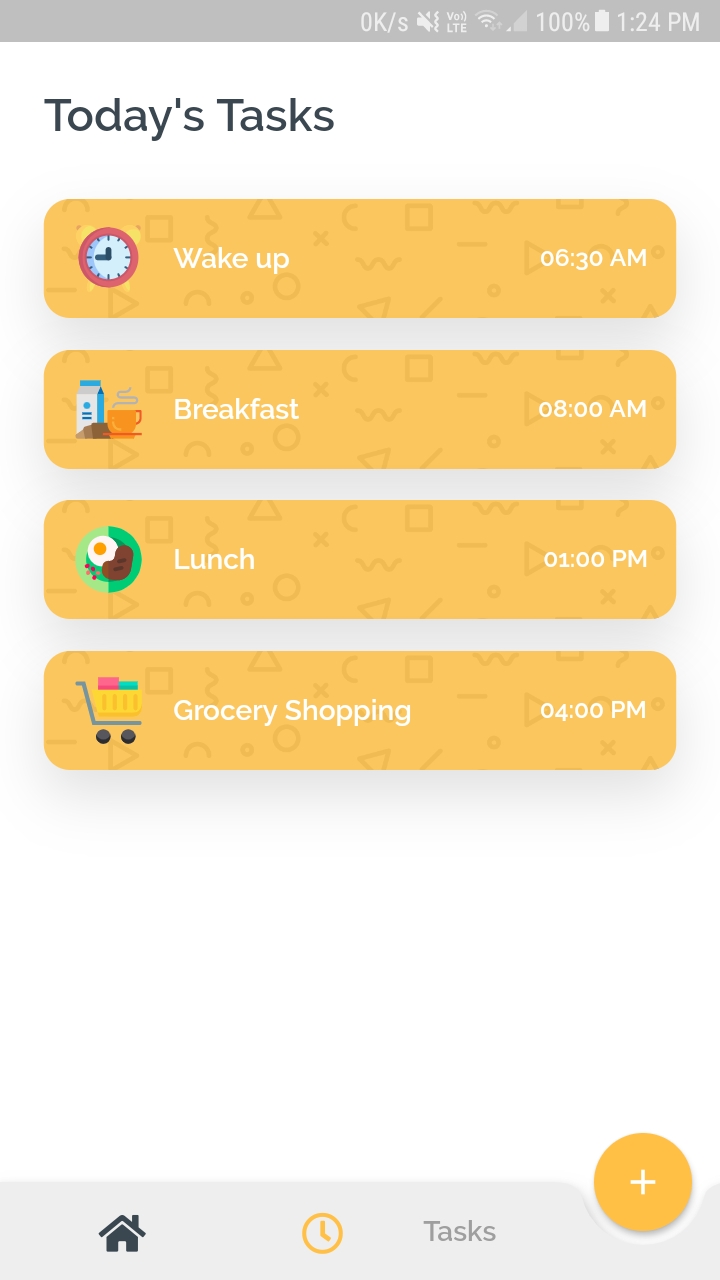 0K/s Vo)) LTE 100% 1:24 PM
Today's Tasks
Wake up 06:30 AM
Breakfast 08:00 AM
Lunch 01:00 PM
Grocery Shopping 04:00 PM
+
Tasks